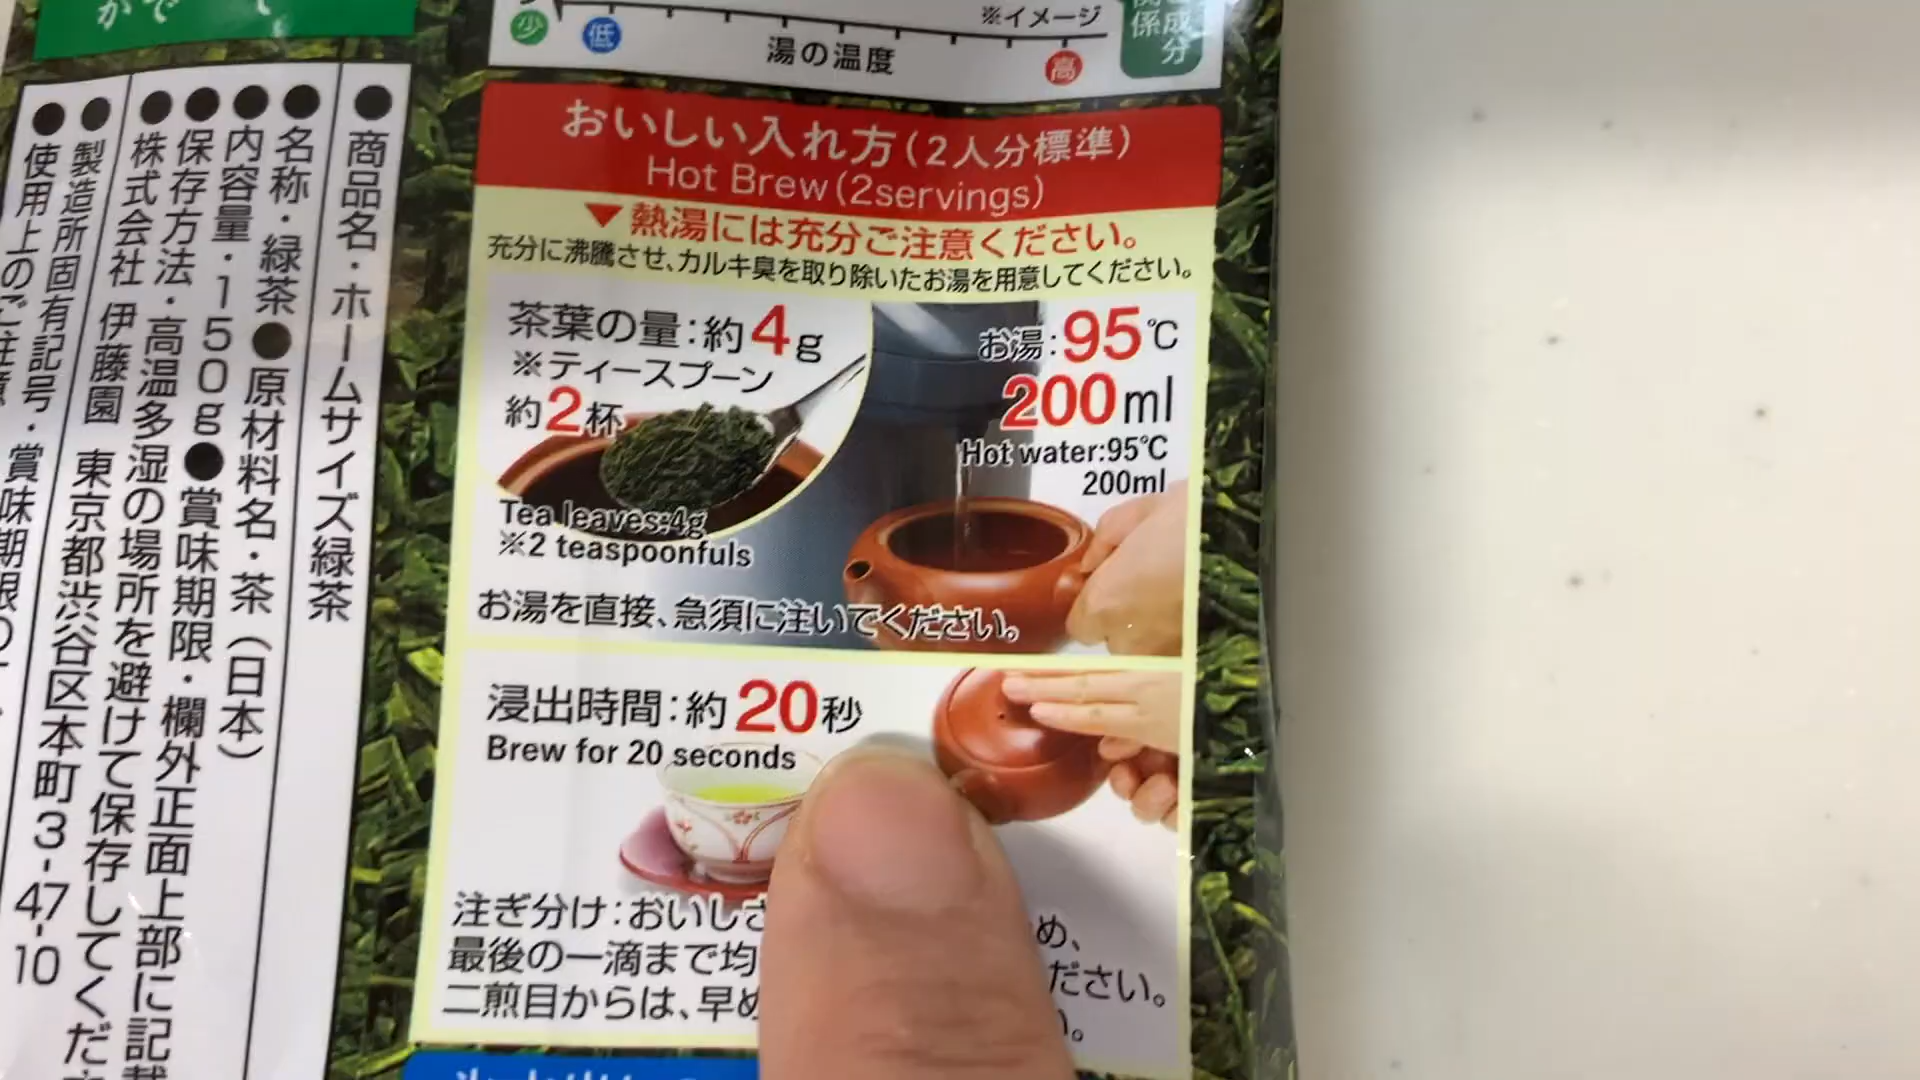 少
低
湯の温度
※イメージ
高
成分
係
おいしい入れ方(2人分標準)
Hot Brew(2servings)
▼熱湯には充分ご注意ください。
充分に沸騰させ、カルキ臭を取り除いたお湯を用意してください。
茶葉の量:約4g
※ティースプーン
約2杯
Tea leaves:4g
※2 teaspoonfuls
お湯:95℃
200ml
Hot water:95℃
200ml
お湯を直接、急須に注いでください。
浸出時間:約20秒
Brew for 20 seconds
注ぎ分け:おいしさ
め、
最後の一滴まで均
ださい。
二煎目からは、早め
●商品名・ホームサイズ緑茶
●名称・緑茶●原材料名・茶(日本)
●内容量・150g●賞味期限・欄外正面上部に記載
●保存方法・高温多湿の場所を避けて保存してくだ
●株式会社 伊藤園 東京都渋谷区本町3-47-10
●製造所固有記号・賞味期限の
●使用上のご注意